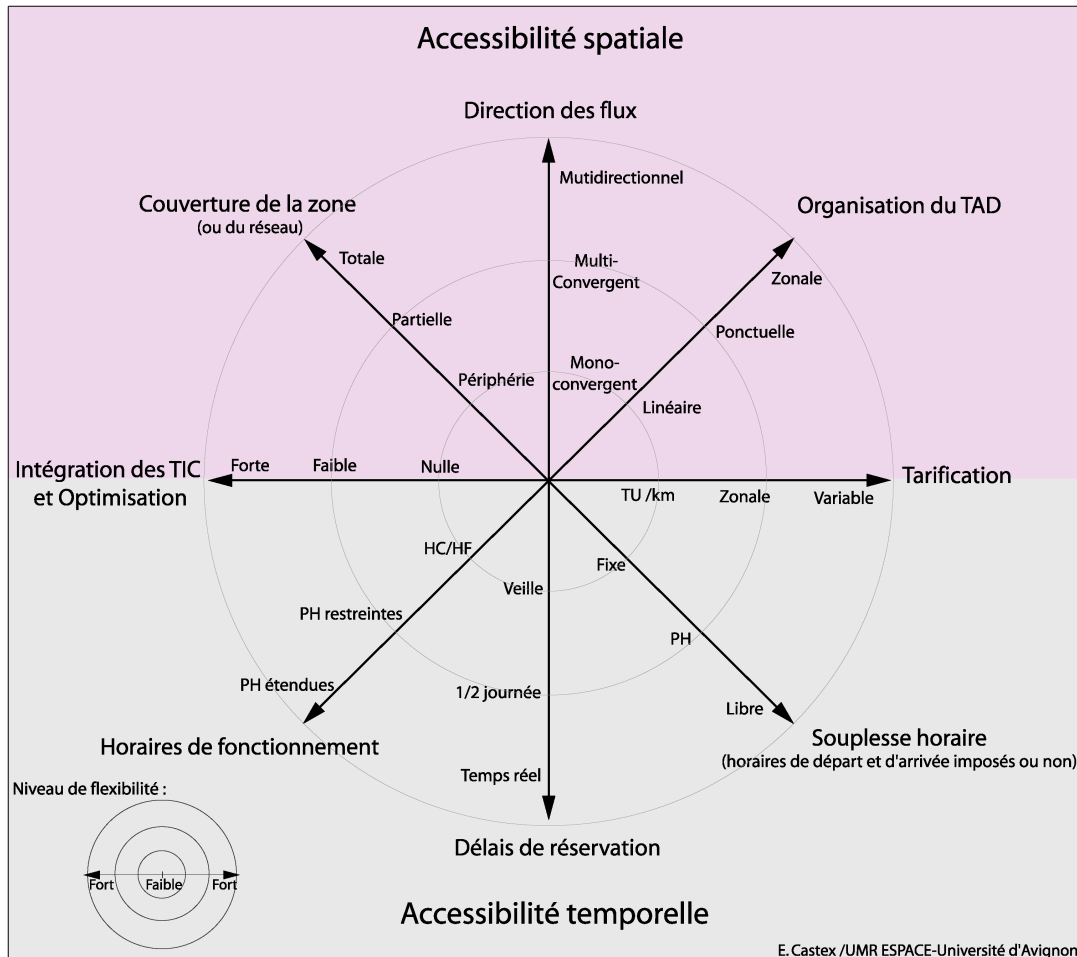 Accessibilité spatiale
Direction des flux
Mutidirectionnel
Couverture de la zone
(ou du réseau)
Organisation du TAD
Totale
Multi-
Convergent
Zonale
Partielle
Ponctuelle
Périphérie
Mono-
convergent
Linéaire
Intégration des TIC
et Optimisation
Forte
Faible
Nulle
TU /km
Zonale
Variable
Tarification
HC/HF
Veille
Fixe
PH restreintes
PH
PH étendues
1/2 journée
Libre
Horaires de fonctionnement
Souplesse horaire
(horaires de départ et d'arrivée imposés ou non)
Temps réel
Niveau de flexibilité :
Délais de réservation
Fort
Faible
Fort
Accessibilité temporelle
E. Castex /UMR ESPACE-Université d'Avignon